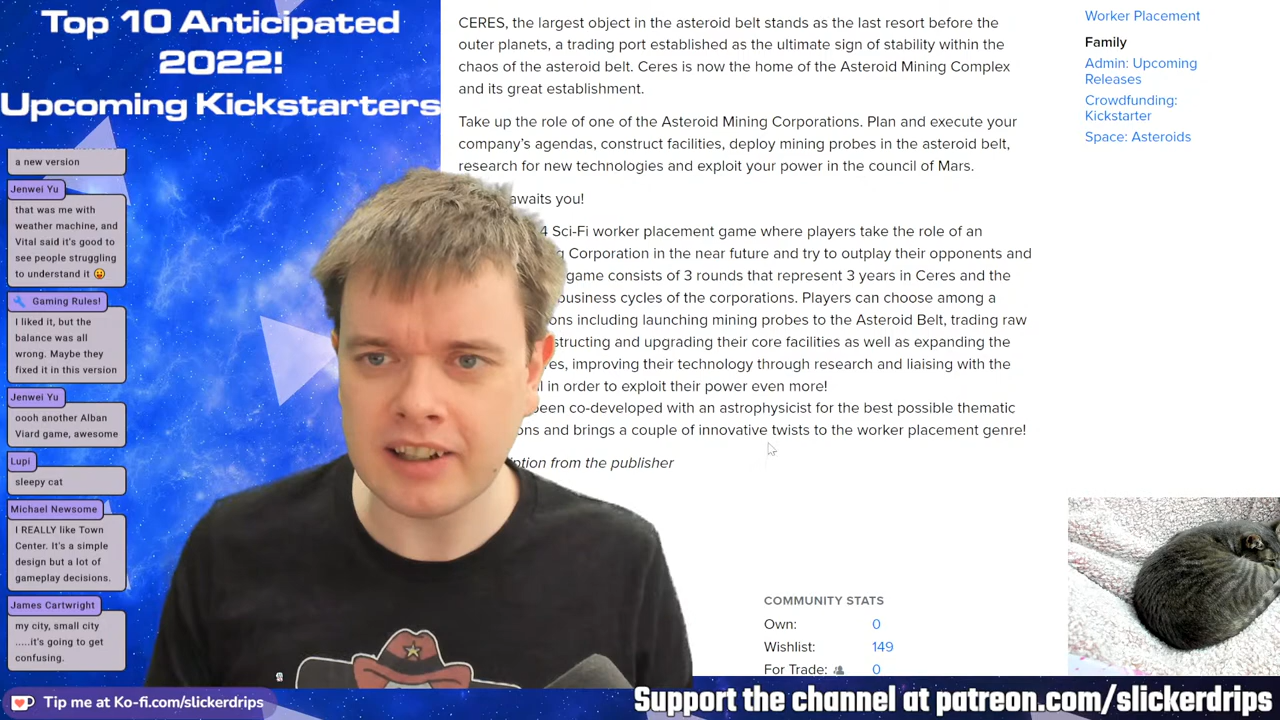 Top 10 Anticipated
2022!
Upcoming Kickstarters
a new version
Jenwei Yu
that was me with
weather machine, and
Vital said it's good to
see people struggling
to understand it 😛
Gaming Rules!
I liked it, but the
balance was all
wrong. Maybe they
fixed it in this version
Jenwei Yu
oooh another Alban
Viard game, awesome
Lupi
sleepy cat
Michael Newsome
I REALLY like Town
Center. It's a simple
design but a lot of
gameplay decisions.
James Cartwright
my city, small city
.....it's going to get
confusing.
CERES, the largest object in the asteroid belt stands as the last resort before the
outer planets, a trading port established as the ultimate sign of stability within the
chaos of the asteroid belt. Ceres is now the home of the Asteroid Mining Complex
and its great establishment.
Take up the role of one of the Asteroid Mining Corporations. Plan and execute your
company's agendas, construct facilities, deploy mining probes in the asteroid belt,
research for new technologies and exploit your power in the council of Mars.
awaits you!
4 Sci-Fi worker placement game where players take the role of an
Corporation in the near future and try to outplay their opponents and
game consists of 3 rounds that represent 3 years in Ceres and the
business cycles of the corporations. Players can choose among a
including launching mining probes to the Asteroid Belt, trading raw
and upgrading their core facilities as well as expanding the
improving their technology through research and liaising with the
in order to exploit their power even more!
been co-developed with an astrophysicist for the best possible thematic
and brings a couple of innovative twists to the worker placement genre!
from the publisher
COMMUNITY STATS
Own: 0
Wishlist: 149
For Trade: 0
Worker Placement
Family
Admin: Upcoming
Releases
Crowdfunding:
Kickstarter
Space: Asteroids
Tip me at Ko-fi.com/slickerdrips
Support the channel at patreon.com/slickerdrips